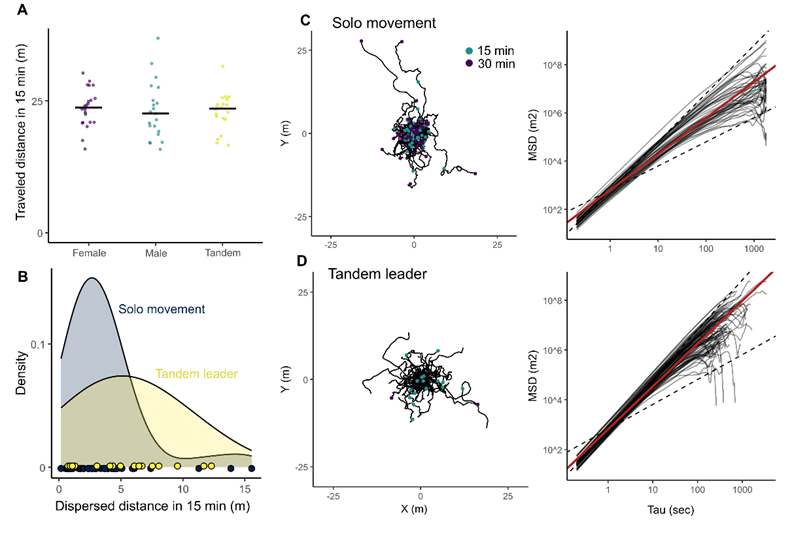 A
Traveled distance in 15 min (m)
25
0
Female
Male
Tandem
B
Density
0.1
0
Solo movement
Tandem leader
0
5
10
15
Dispersed distance in 15 min (m)
C
Solo movement
15 min
30 min
Y (m)
25
0
-25
-25
0
25
MSD (m2)
10^8
10^6
10^4
10^2
1
10
100
1000
D
Tandem leader
Y (m)
25
0
-25
-25
0
25
X (m)
MSD (m2)
10^8
10^6
10^4
10^2
1
10
100
1000
Tau (sec)